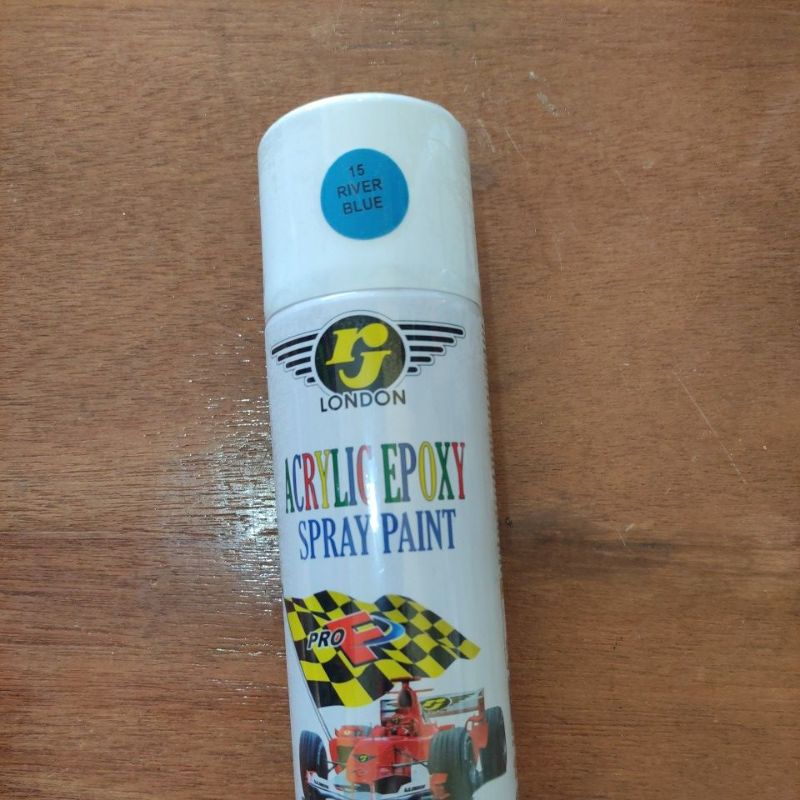 15
RIVER
BLUE
rj
LONDON
ACRYLIC EPOXY
SPRAY PAINT
PRO